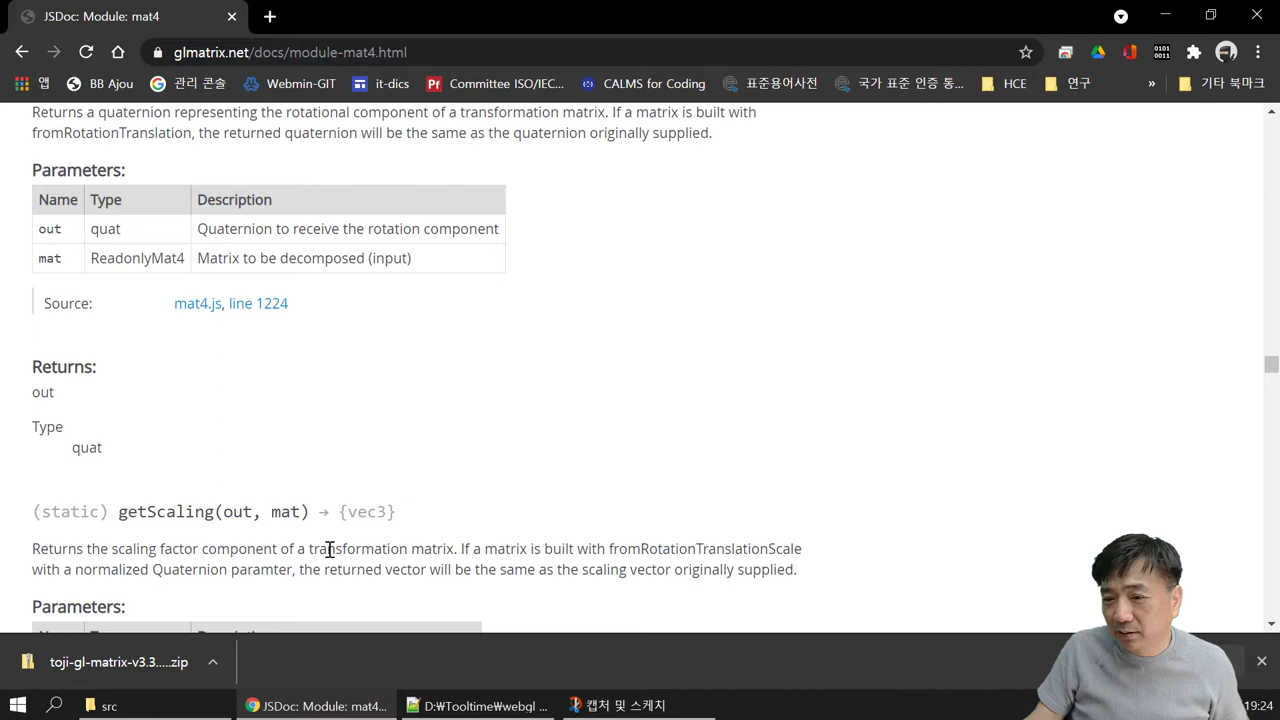 JSDoc: Module: mat4
glmatrix.net/docs/module-mat4.html
앱
BB Ajou
관리 콘솔
Webmin-GIT
it-dics
Committee ISO/IEC...
CALMS for Coding
표준용어사전
국가 표준 인증 통...
HCE
연구
»
기타 북마크
Returns a quaternion representing the rotational component of a transformation matrix. If a matrix is built with
fromRotationTranslation, the returned quaternion will be the same as the quaternion originally supplied.
Parameters:
Name Type Description
out quat Quaternion to receive the rotation component
mat ReadonlyMat4 Matrix to be decomposed (input)
Source: mat4.js, line 1224
Returns:
out
Type
quat
(static) getScaling(out, mat) → {vec3}
Returns the scaling factor component of a transformation matrix. If a matrix is built with fromRotationTranslationScale
with a normalized Quaternion paramter, the returned vector will be the same as the scaling vector originally supplied.
Parameters:
toji-gl-matrix-v3.3.....zip
src
JSDoc: Module: mat4...
D:₩Tooltime₩webgl ...
캡처 및 스케치
19:24